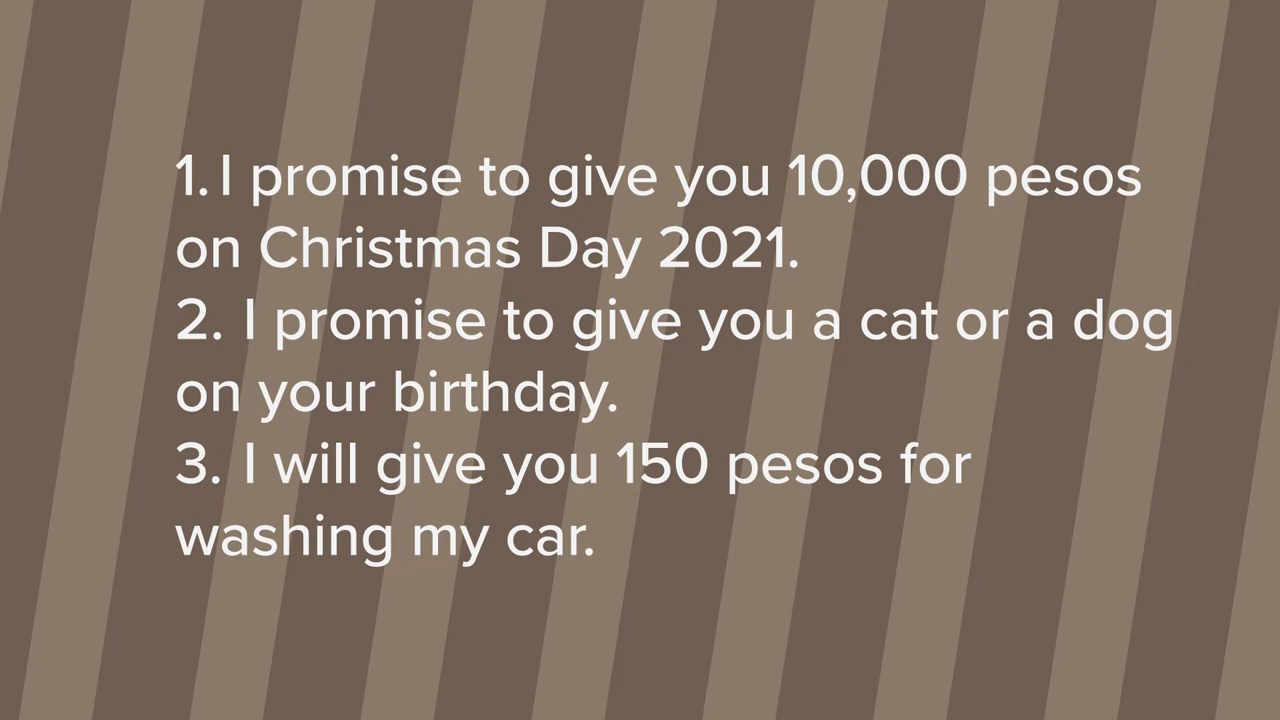 1. I promise to give you 10,000 pesos
on Christmas Day 2021.
2. I promise to give you a cat or a dog
on your birthday.
3. I will give you 150 pesos for
washing my car.